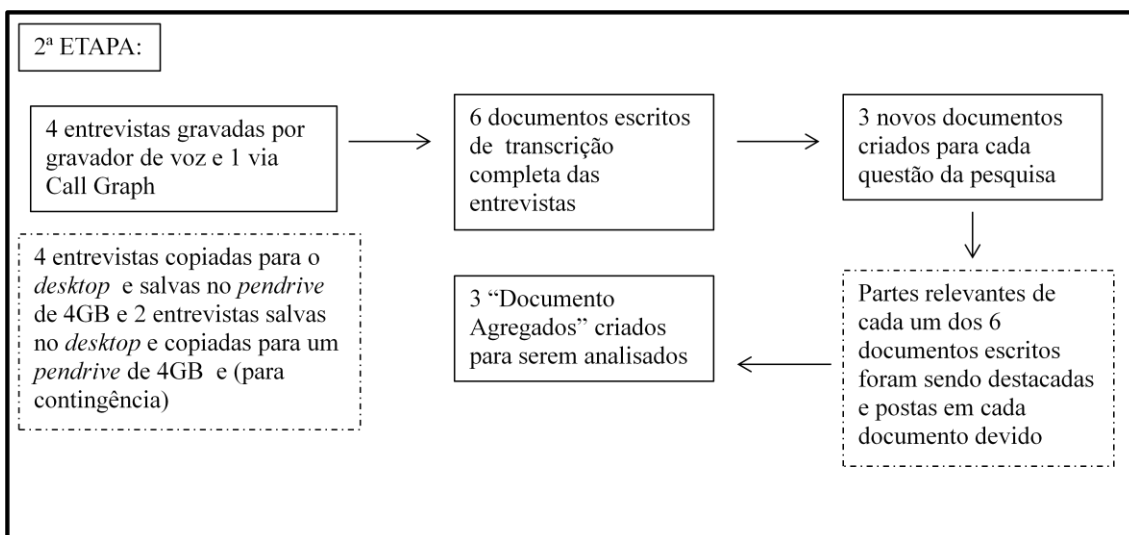 2ª ETAPA:
4 entrevistas gravadas por
gravador de voz e 1 via
Call Graph
6 documentos escritos
de transcrição
completa das
entrevistas
3 novos documentos
criados para cada
questão da pesquisa
4 entrevistas copiadas para o
desktop e salvas no pendrive
de 4GB e 2 entrevistas salvas
no desktop e copiadas para um
pendrive de 4GB e (para
contingência)
Partes relevantes de
cada um dos 6
documentos escritos
foram sendo destacadas
e postas em cada
documento devido
3 “Documento
Agregados” criados
para serem analisados